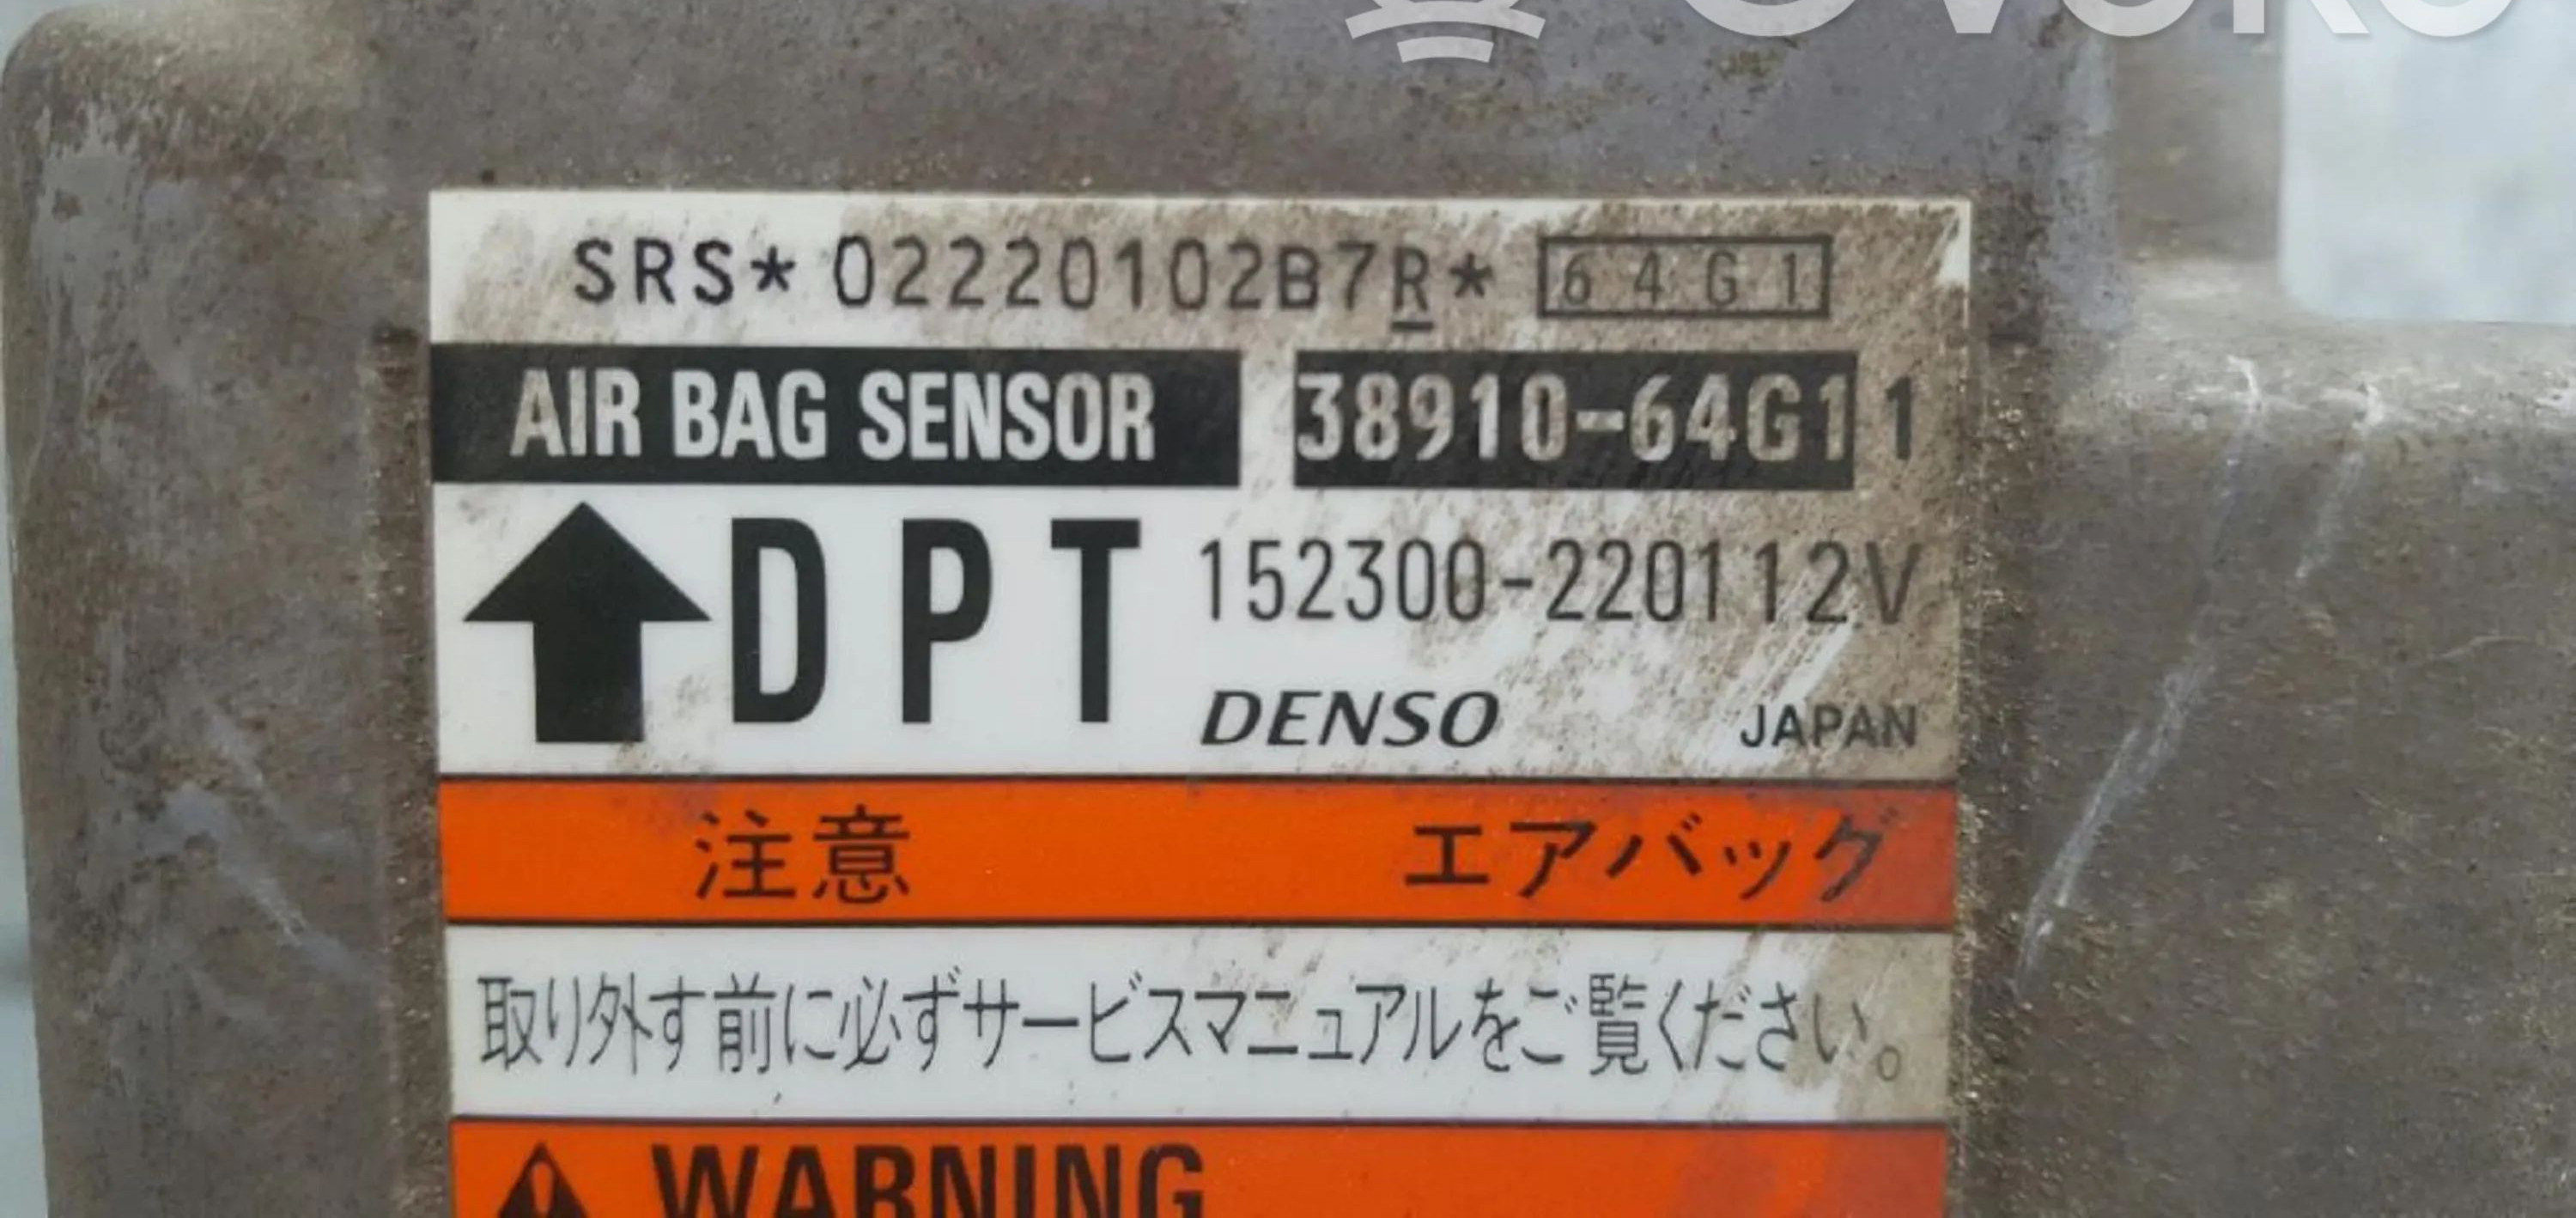 SRS*02220102B7R* 64G1
AIR BAG SENSOR 38910-64G11
DPT 152300-2201 12V
DENSO JAPAN
注意 エアバッグ
取り外す前に必ずサービスマニュアルをご覧ください。
WARNING